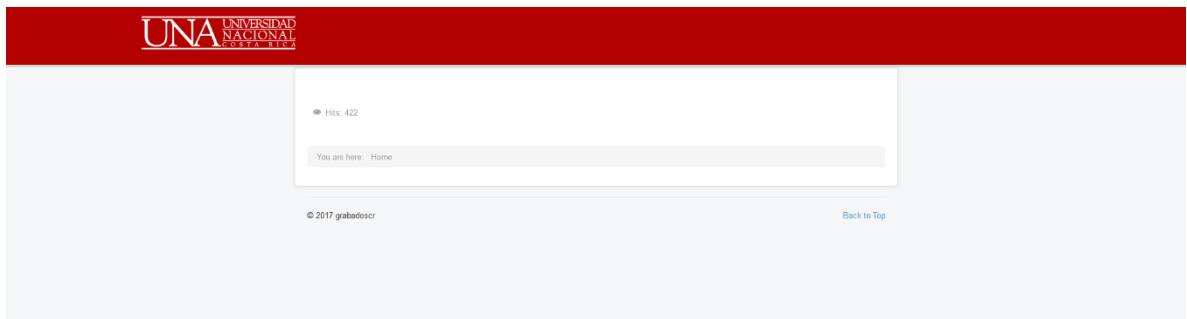 UNA UNIVERSIDAD
NACIONAL
COSTA RICA
Hits: 422
You are here: Home
© 2017 grabadoscr
Back to Top